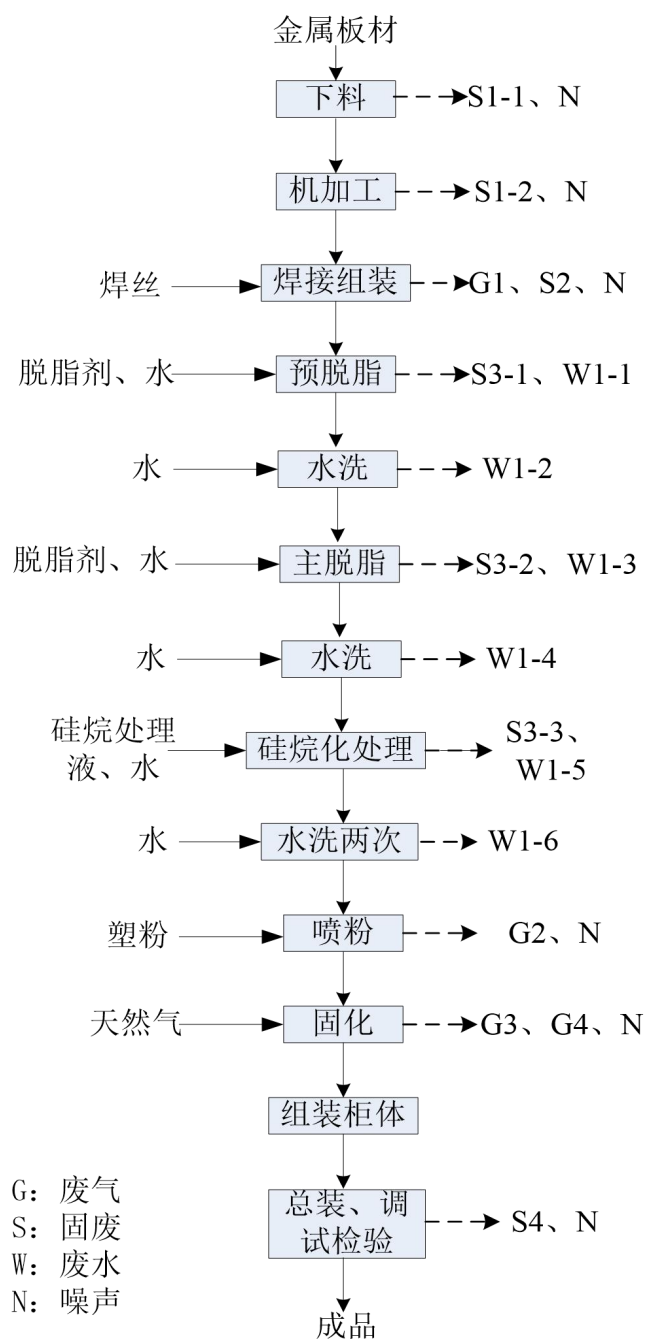 金属板材
下料
S1-1、N
机加工
S1-2、N
焊丝
焊接组装
G1、S2、N
脱脂剂、水
预脱脂
S3-1、W1-1
水
水洗
W1-2
脱脂剂、水
主脱脂
S3-2、W1-3
水
水洗
W1-4
硅烷处理
液、水
硅烷化处理
S3-3、
W1-5
水
水洗两次
W1-6
塑粉
喷粉
G2、N
天然气
固化
G3、G4、N
组装柜体
总装、调
试检验
S4、N
成品
G: 废气
S: 固废
W: 废水
N: 噪声